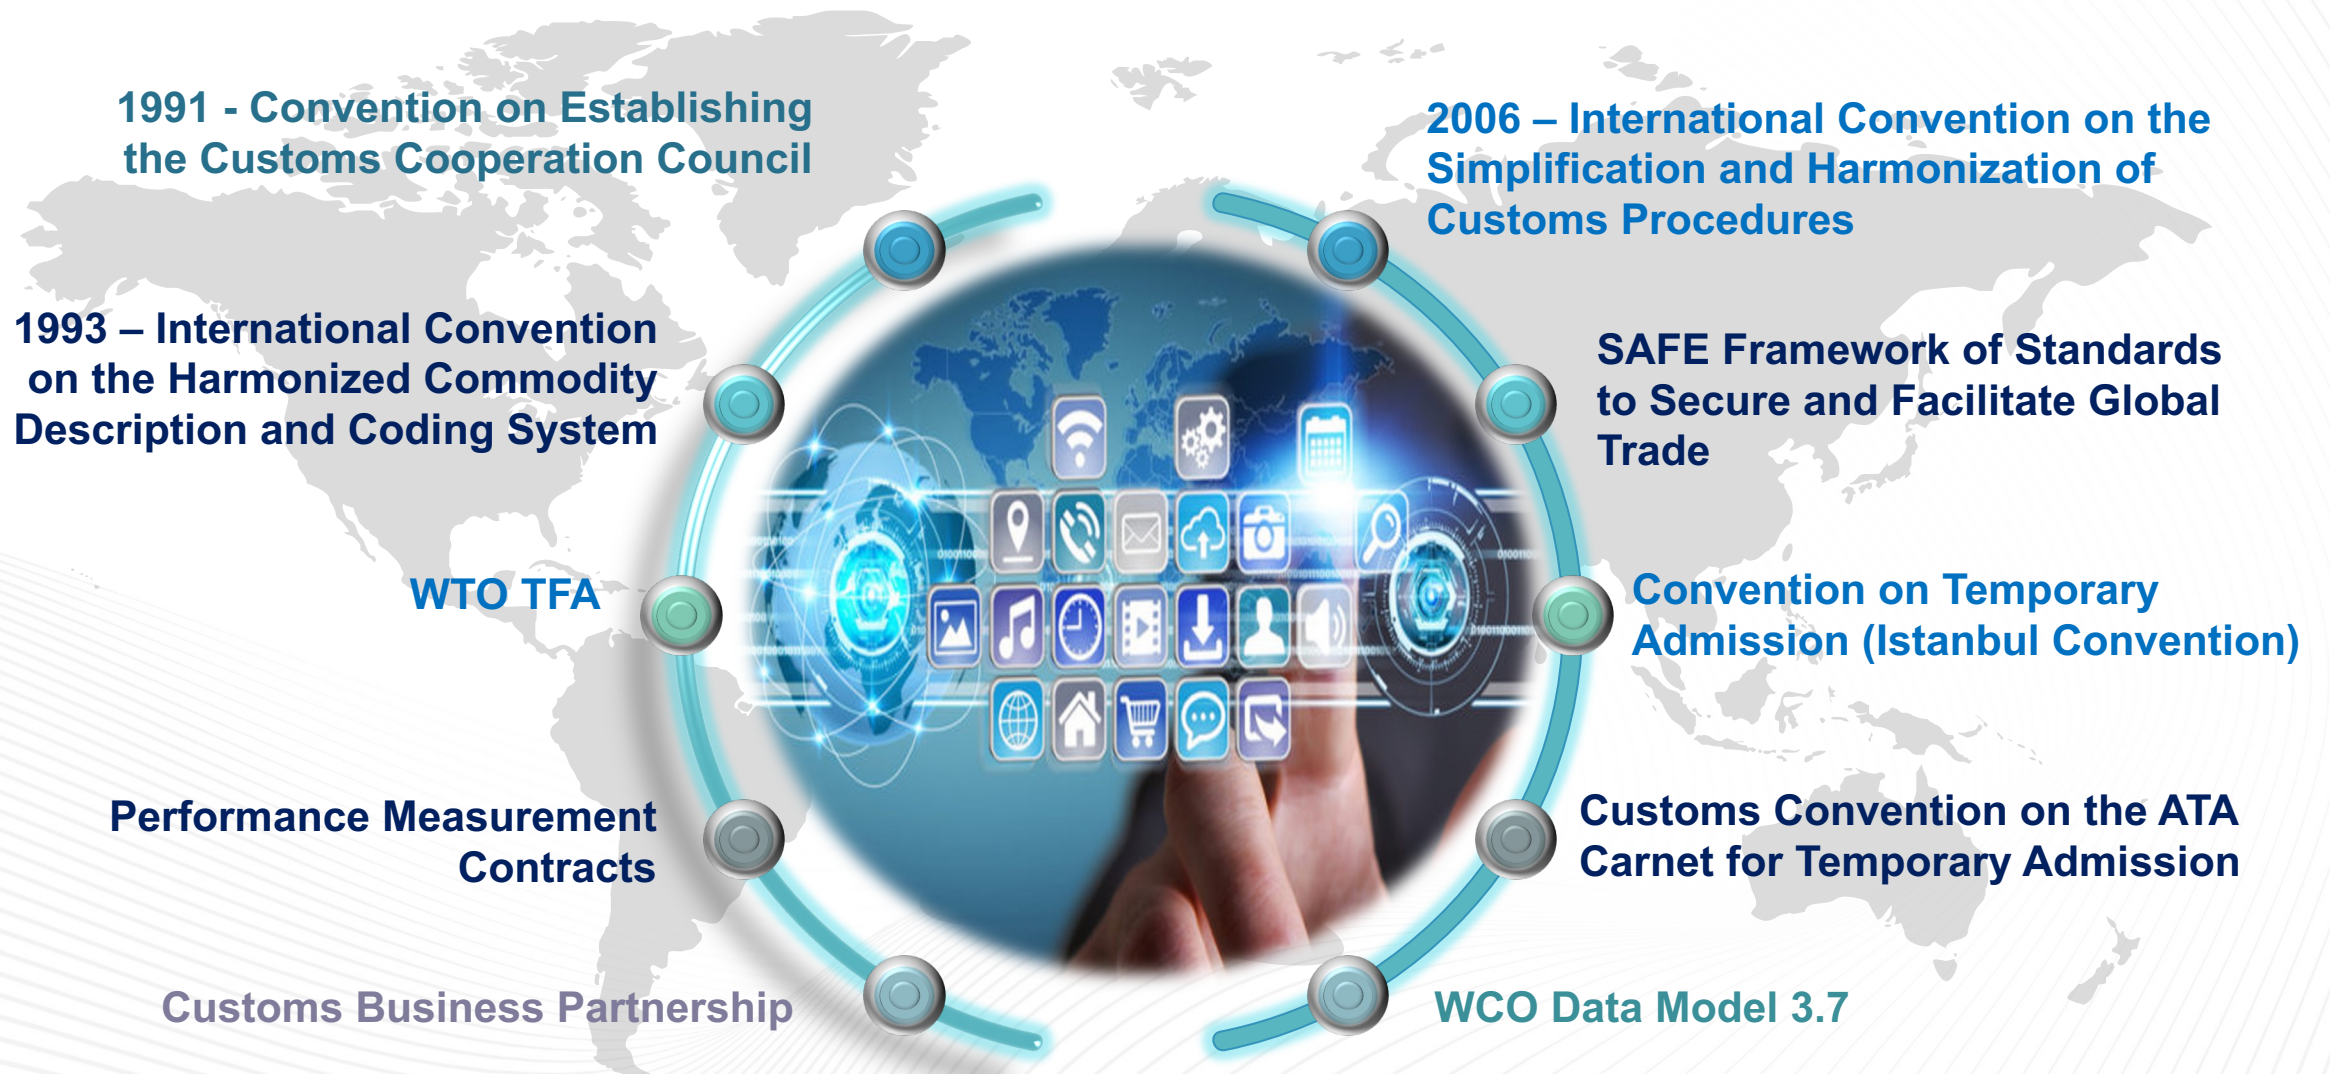 1991 - Convention on Establishing
the Customs Cooperation Council
1993 – International Convention
on the Harmonized Commodity
Description and Coding System
WTO TFA
Performance Measurement
Contracts
Customs Business Partnership
2006 – International Convention on the
Simplification and Harmonization of
Customs Procedures
SAFE Framework of Standards
to Secure and Facilitate Global
Trade
Convention on Temporary
Admission (Istanbul Convention)
Customs Convention on the ATA
Carnet for Temporary Admission
WCO Data Model 3.7